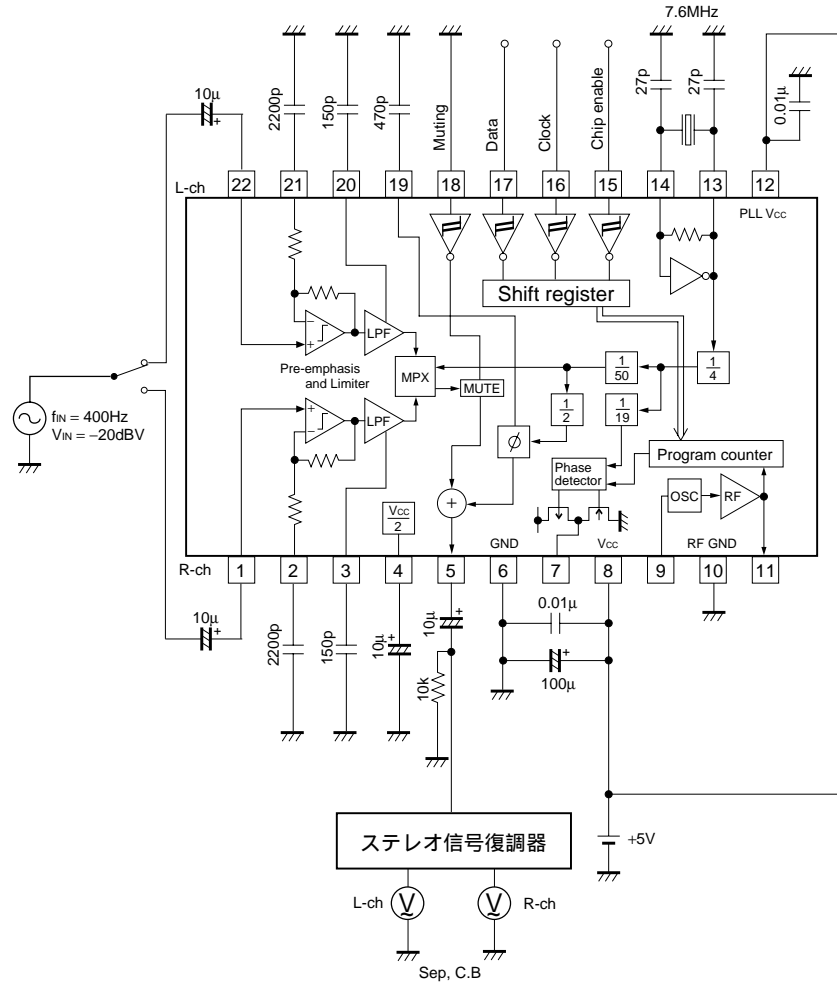 7.6MHz
10μ
2200p
150p
470p
Muting
Data
Clock
Chip enable
27p
27p
0.01μ
L-ch
22
21
20
19
18
17
16
15
14
13
12
PLL VCC
Shift register
LPF
Pre-emphasis
and Limiter
MPX
MUTE
1/50
1/4
1/2
1/19
fIN = 400Hz
VIN = −20dBV
LPF
ϕ
Program counter
Phase
detector
OSC
RF
+
VCC/2
GND
VCC
RF GND
R-ch
1
2
3
4
5
6
7
8
9
10
11
10μ
2200p
150p
10μ
10μ
10k
0.01μ
100μ
ステレオ信号復調器
+5V
L-ch
V
V
R-ch
Sep, C.B